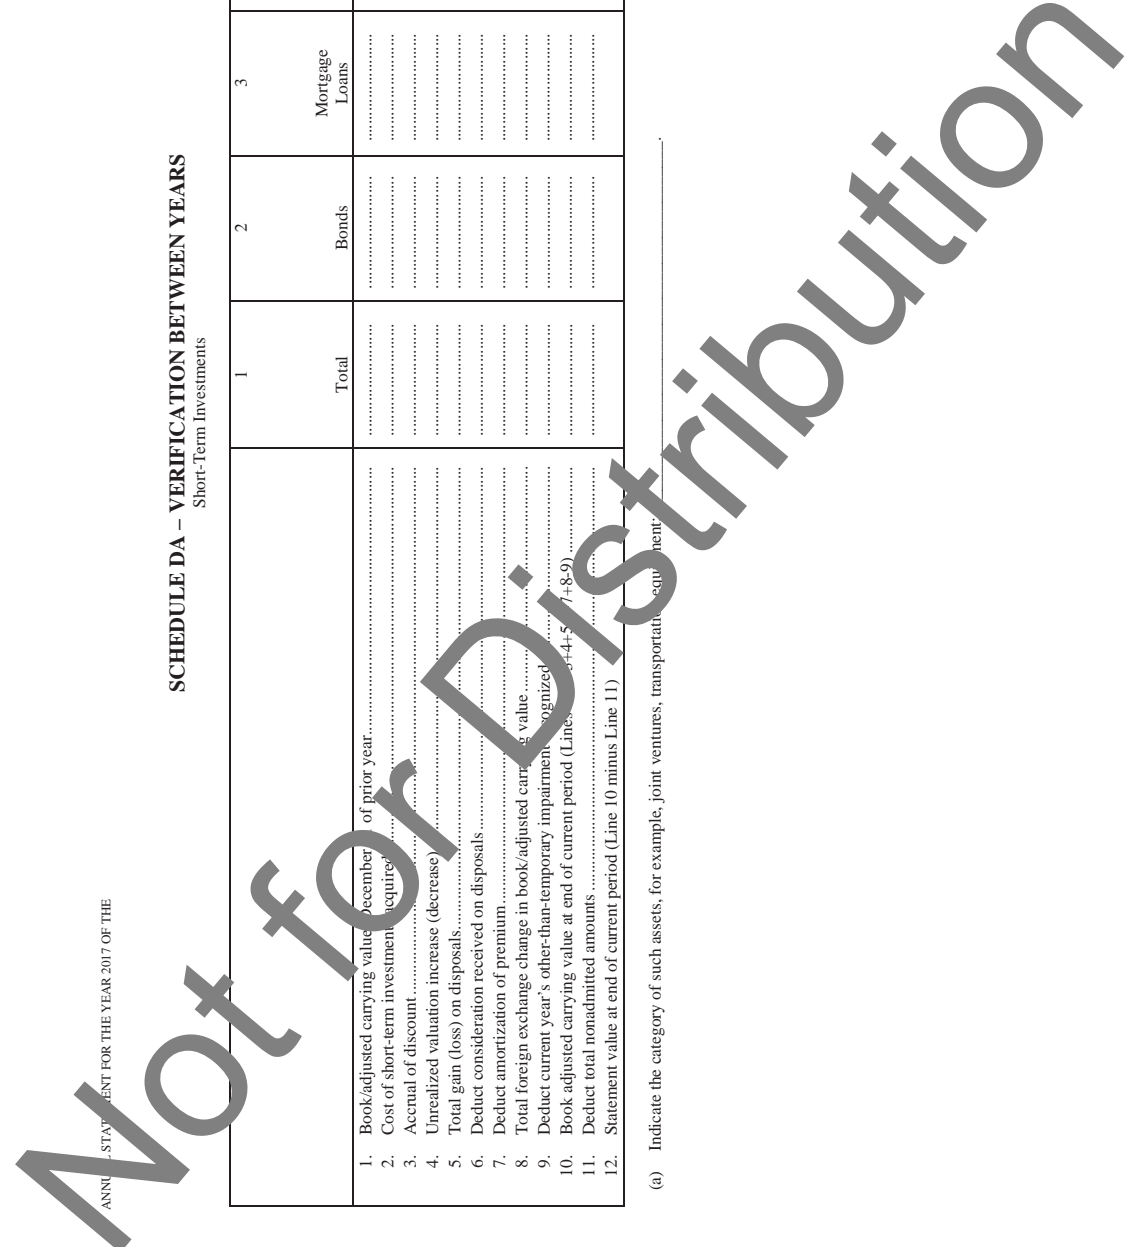 ANNUAL STATEMENT FOR THE YEAR 2017 OF THE
SCHEDULE DA – VERIFICATION BETWEEN YEARS
Short-Term Investments
1 2 3
Total Bonds Mortgage
Loans
1. Book/adjusted carrying value, December of prior year
2. Cost of short-term investments acquired
3. Accrual of discount
4. Unrealized valuation increase (decrease)
5. Total gain (loss) on disposals
6. Deduct consideration received on disposals
7. Deduct amortization of premium
8. Total foreign exchange change in book/adjusted carrying value
9. Deduct current year’s other-than-temporary impairment recognized
10. Book adjusted carrying value at end of current period (Lines 3+4+5 7+8-9)
11. Deduct total nonadmitted amounts
12. Statement value at end of current period (Line 10 minus Line 11)
(a) Indicate the category of such assets, for example, joint ventures, transportation equipment: .
Not for Distribution